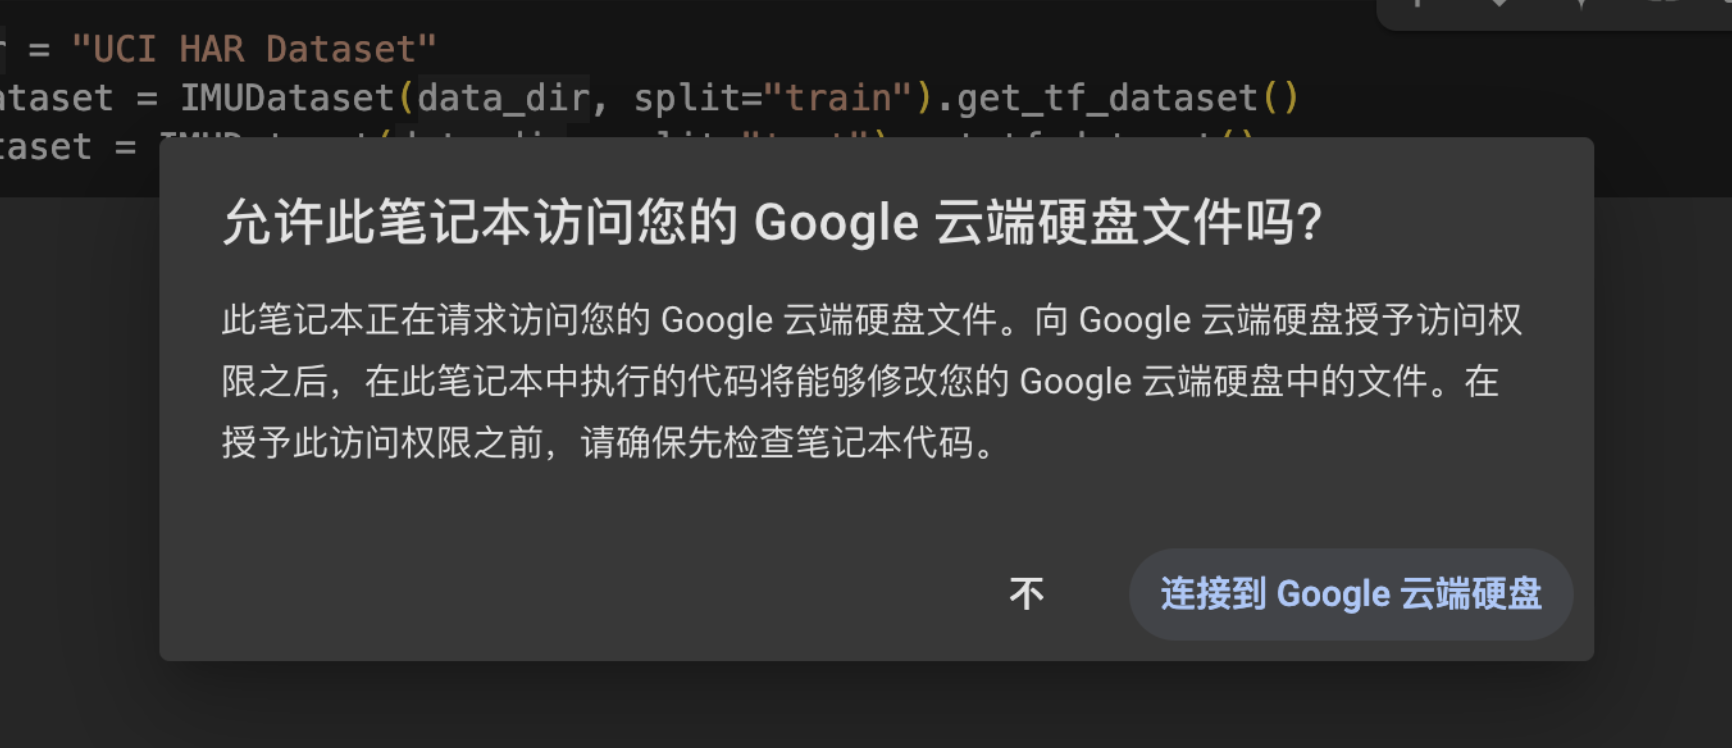 = "UCI HAR Dataset"
ataset = IMUDataset(data_dir, split="train").get_tf_dataset()
taset =
允许此笔记本访问您的 Google 云端硬盘文件吗?
此笔记本正在请求访问您的 Google 云端硬盘文件。向 Google 云端硬盘授予访问权
限之后，在此笔记本中执行的代码将能够修改您的 Google 云端硬盘中的文件。在
授予此访问权限之前，请确保先检查笔记本代码。
不
连接到 Google 云端硬盘